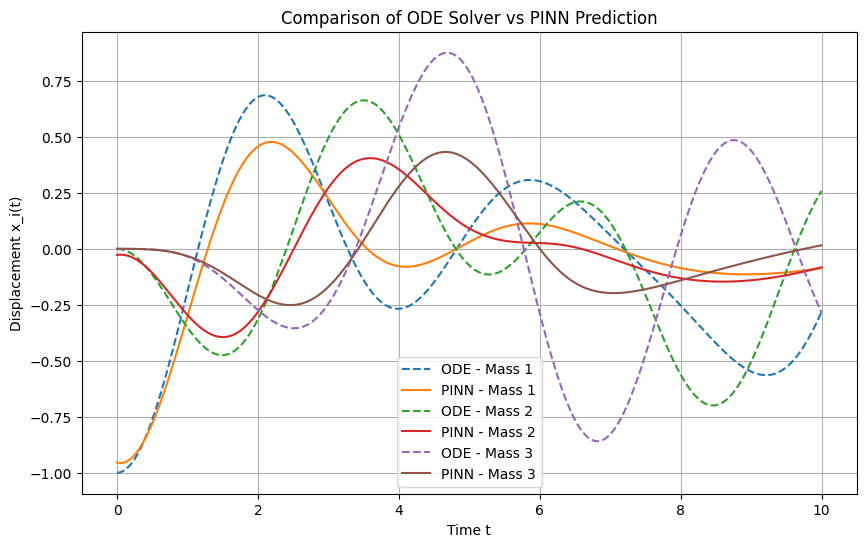 Comparison of ODE Solver vs PINN Prediction
Displacement x_i(t)
0.75
0.50
0.25
0.00
−0.25
−0.50
−0.75
−1.00
ODE - Mass 1
PINN - Mass 1
ODE - Mass 2
PINN - Mass 2
ODE - Mass 3
PINN - Mass 3
0 2 4 6 8 10
Time t